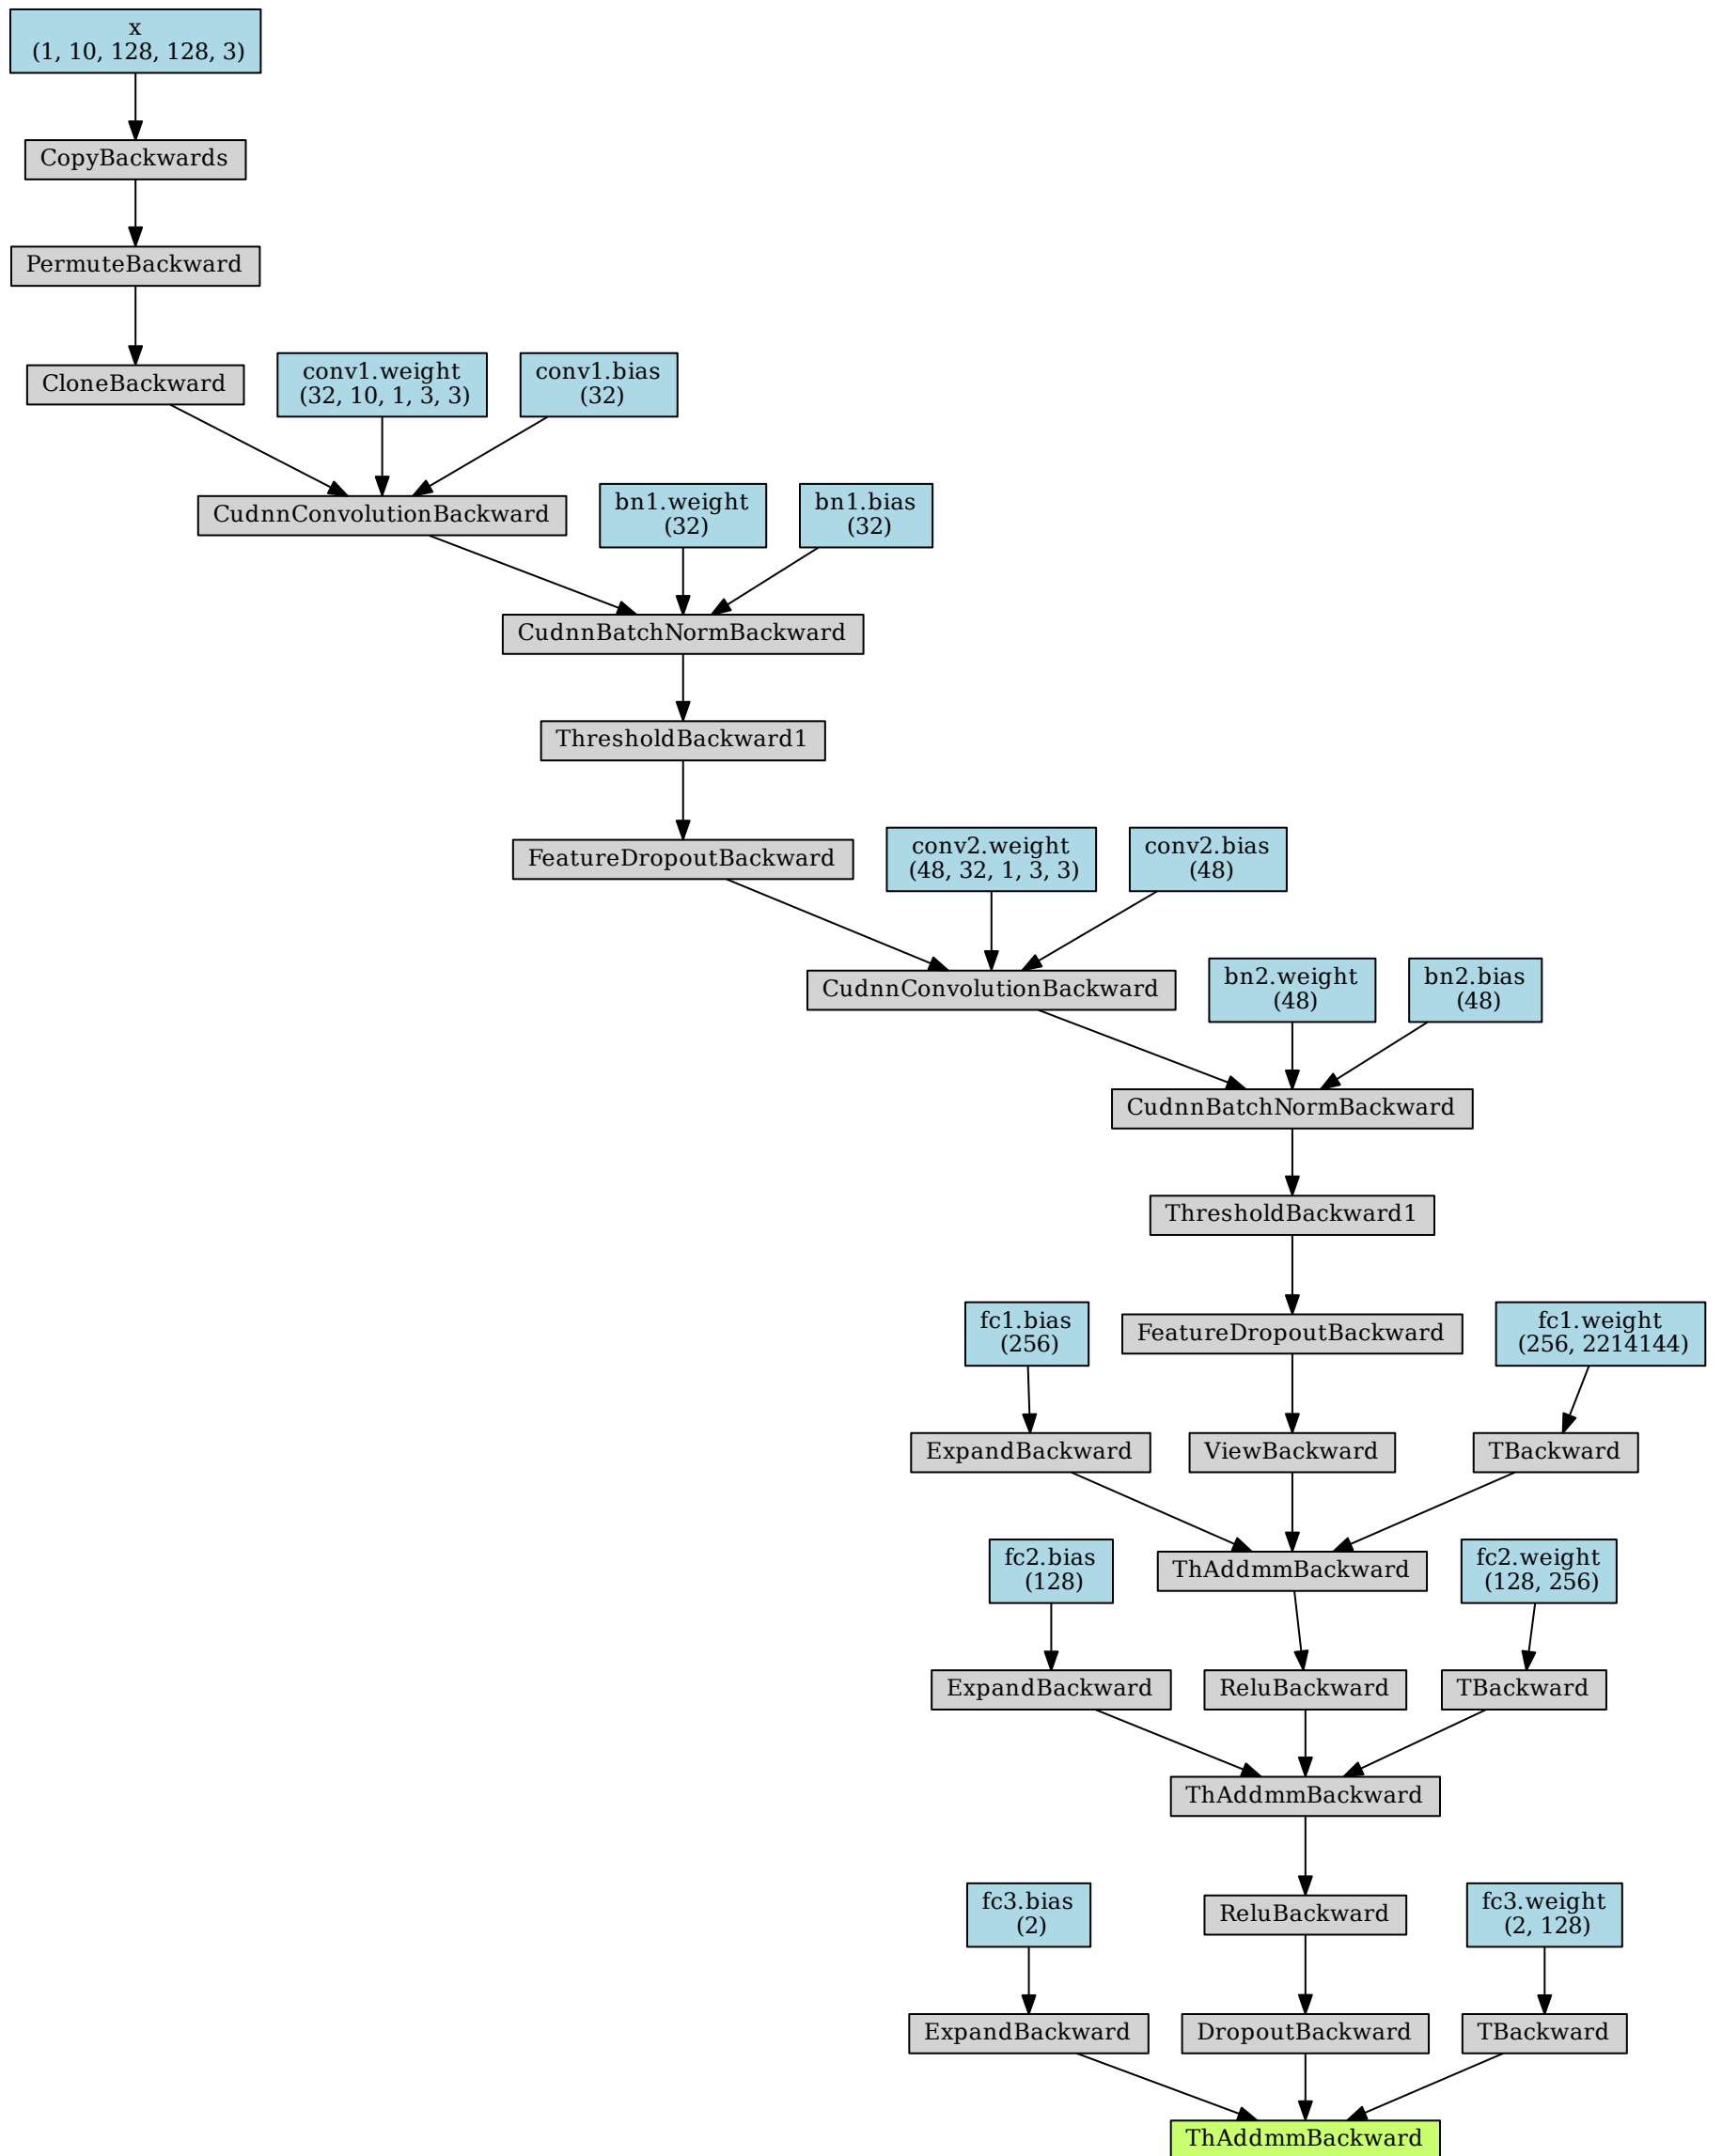 x
(1, 10, 128, 128, 3)
CopyBackwards
PermuteBackward
CloneBackward
conv1.weight
(32, 10, 1, 3, 3)
conv1.bias
(32)
CudnnConvolutionBackward
bn1.weight
(32)
bn1.bias
(32)
CudnnBatchNormBackward
ThresholdBackward1
FeatureDropoutBackward
conv2.weight
(48, 32, 1, 3, 3)
conv2.bias
(48)
CudnnConvolutionBackward
bn2.weight
(48)
bn2.bias
(48)
CudnnBatchNormBackward
ThresholdBackward1
fc1.bias
(256)
FeatureDropoutBackward
fc1.weight
(256, 2214144)
ExpandBackward
ViewBackward
TBackward
fc2.bias
(128)
ThAddmmBackward
fc2.weight
(128, 256)
ExpandBackward
ReluBackward
TBackward
ThAddmmBackward
fc3.bias
(2)
ReluBackward
fc3.weight
(2, 128)
ExpandBackward
DropoutBackward
TBackward
ThAddmmBackward